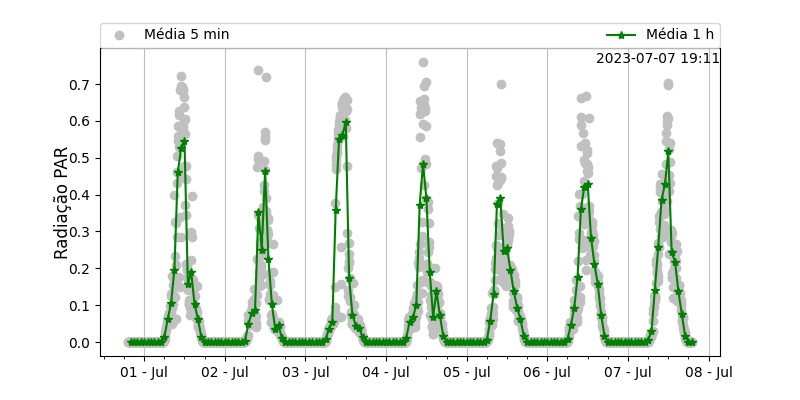 Média 5 min
Média 1 h
2023-07-07 19:11
Radiação PAR
0.7
0.6
0.5
0.4
0.3
0.2
0.1
0.0
01 - Jul
02 - Jul
03 - Jul
04 - Jul
05 - Jul
06 - Jul
07 - Jul
08 - Jul